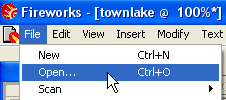 Fireworks - [townlake @ 100%*]
File Edit View Insert Modify Text
New Ctrl+N
Open... Ctrl+O
Scan